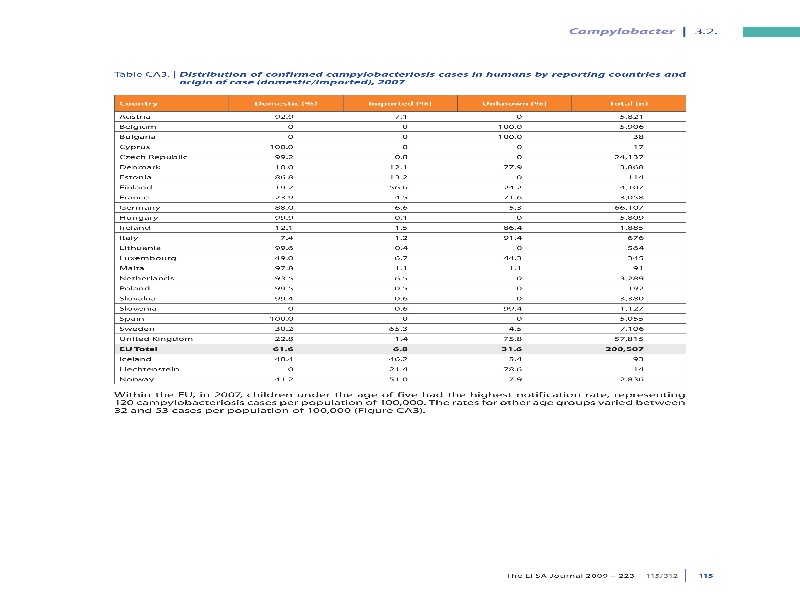 Campylobacter | 3.2.
Table CA3. | Distribution of confirmed campylobacteriosis cases in humans by reporting countries and
origin of case (domestic/imported), 2007
Country Domestic (%) Imported (%) Unknown (%) Total (n)
Austria 92.9 7.1 0 5,821
Belgium 0 0 100.0 5,906
Bulgaria 0 0 100.0 38
Cyprus 100.0 0 0 17
Czech Republic 99.2 0.8 0 24,137
Denmark 10.0 12.1 77.9 3,868
Estonia 86.8 13.2 0 114
Finland 19.2 56.6 24.2 4,107
France 23.9 4.5 71.6 3,058
Germany 88.0 6.6 5.3 66,107
Hungary 99.9 0.1 0 5,809
Ireland 12.1 1.5 86.4 1,885
Italy 7.4 1.2 91.4 676
Lithuania 99.6 0.4 0 564
Luxembourg 49.0 6.7 44.3 345
Malta 97.8 1.1 1.1 91
Netherlands 93.5 6.5 0 3,289
Poland 99.5 0.5 0 192
Slovakia 99.4 0.6 0 3,380
Slovenia 0 0.6 99.4 1,127
Spain 100.0 0 0 5,055
Sweden 30.2 65.3 4.5 7,106
United Kingdom 22.8 1.4 75.8 57,815
EU Total 61.6 6.8 31.6 200,507
Iceland 48.4 46.2 5.4 93
Liechtenstein 0 21.4 78.6 14
Norway 41.2 51.0 7.9 2,836
Within the EU, in 2007, children under the age of five had the highest notification rate, representing
120 campylobacteriosis cases per population of 100,000. The rates for other age groups varied between
32 and 53 cases per population of 100,000 (Figure CA3).
The EFSA Journal 2009 – 223 115/312 | 115